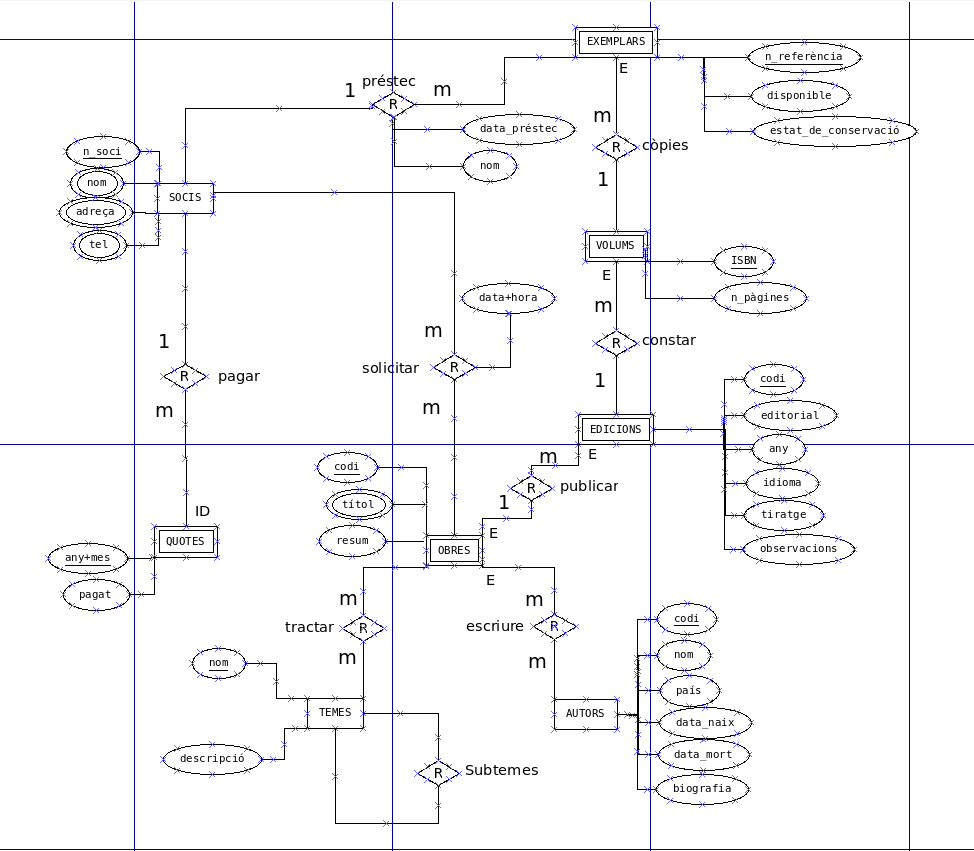 EXEMPLARS
E
n_referència
disponible
estat_de_conservació
préstec
1
R
m
data_préstec
nom
m
R
còpies
1
n_soci
nom
adreça
tel
SOCIS
VOLUMS
E
ISBN
n_pàgines
data+hora
m
R
constar
1
1
R
pagar
m
m
solicitar
R
m
EDICIONS
E
codi
editorial
any
idioma
tiratge
observacions
m
R
publicar
1
codi
títol
resum
OBRES
E
E
ID
QUOTES
any+mes
pagat
m
tractar
R
m
m
escriure
R
m
codi
nom
país
data_naix
data_mort
biografia
AUTORS
nom
TEMES
descripció
R
Subtemes